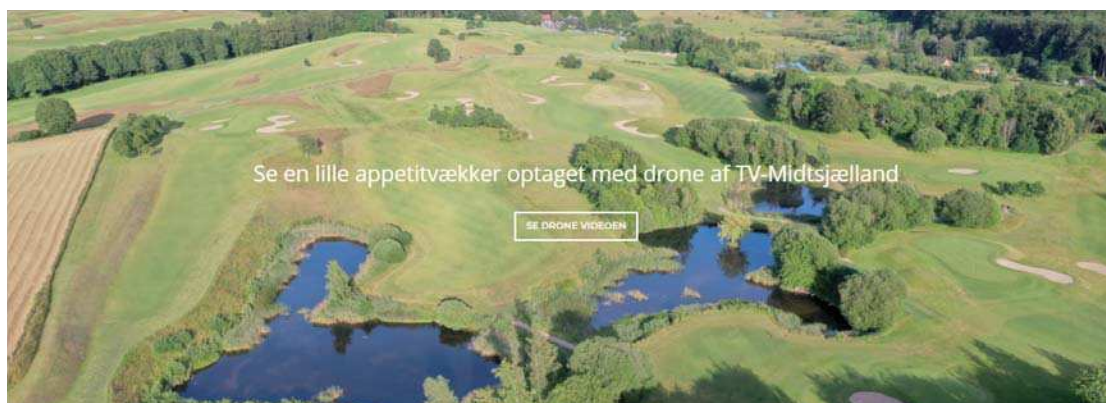 Se en lille appetitvækker optaget med drone af TV-Midtsjælland
SE DRONE VIDEOEN